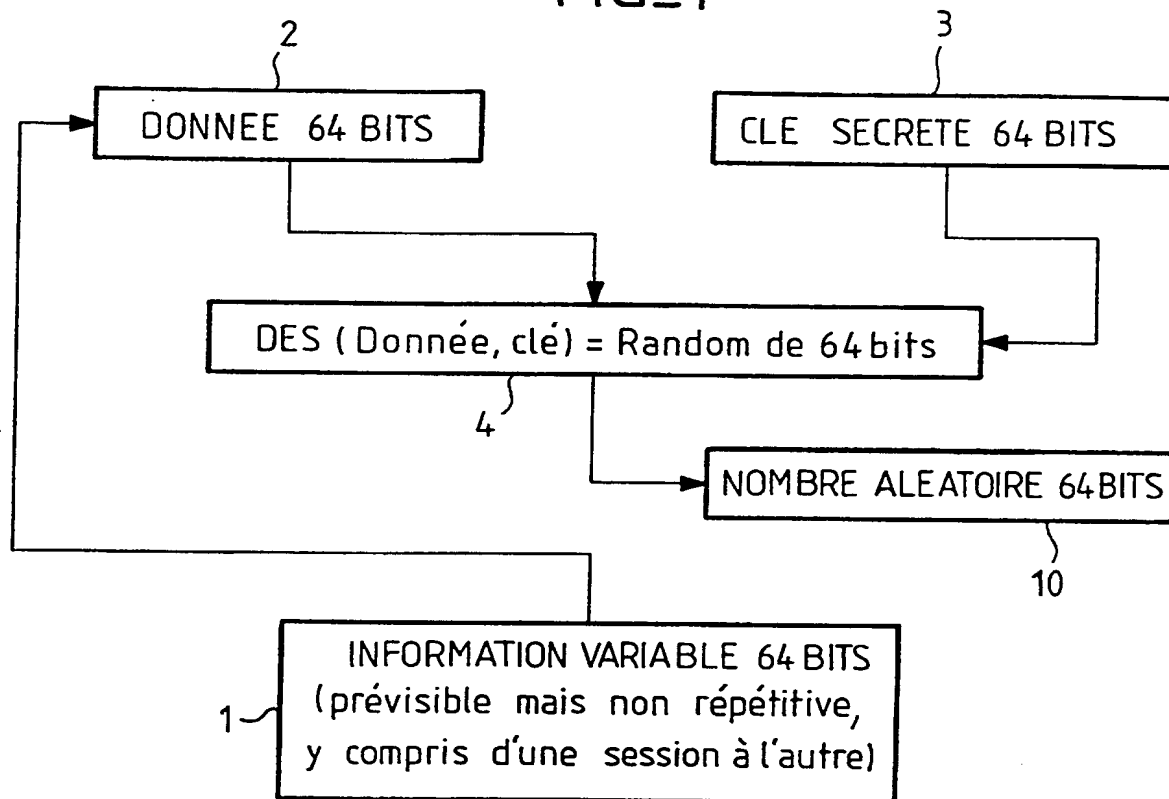 2
3
DONNEE 64 BITS
CLE SECRETE 64 BITS
DES (Donnée, clé) = Random de 64 bits
4
NOMBRE ALEATOIRE 64 BITS
10
INFORMATION VARIABLE 64 BITS
1
(prévisible mais non répétitive,
y compris d'une session à l'autre)